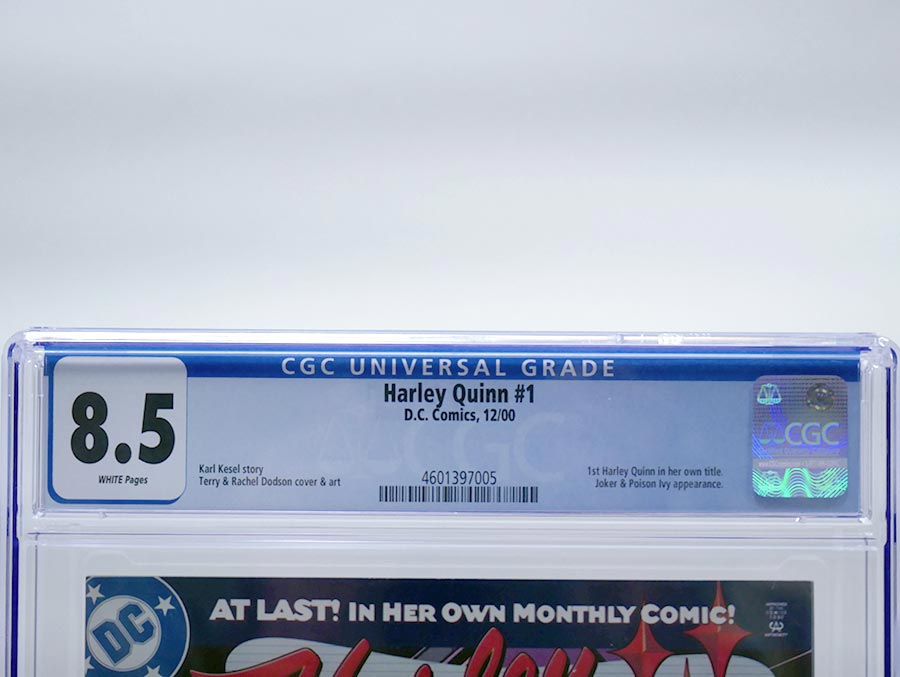 CGC UNIVERSAL GRADE
8.5
WHITE Pages
Harley Quinn #1
D.C. Comics, 12/00
Karl Kesel story
Terry & Rachel Dodson cover & art
4601397005
1st Harley Quinn in her own title.
Joker & Poison Ivy appearance.
CGC
CGC
DC
AT LAST! IN HER OWN MONTHLY COMIC!
Harley